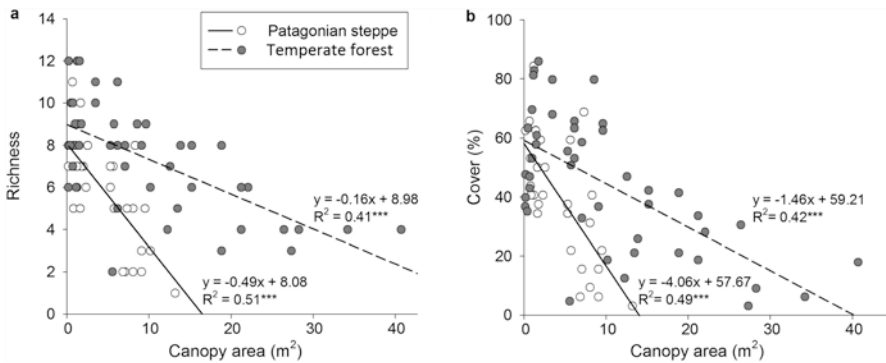 a
14
12
10
8
6
4
2
0
Richness
0 10 20 30 40
Canopy area (m²)
Patagonian steppe
Temperate forest
y = -0.16x + 8.98
R² = 0.41***
y = -0.49x + 8.08
R² = 0.51***
b
100
80
60
40
20
0
Cover (%)
0 10 20 30 40
Canopy area (m²)
y = -1.46x + 59.21
R² = 0.42***
y = -4.06x + 57.67
R² = 0.49***